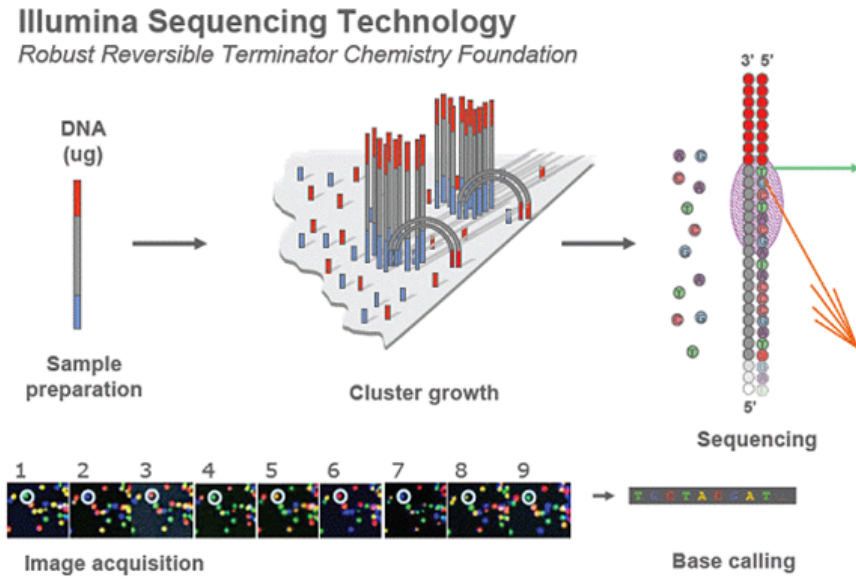 Illumina Sequencing Technology
Robust Reversible Terminator Chemistry Foundation
DNA
(ug)
Sample
preparation
Cluster growth
3' 5'
5'
Sequencing
1 2 3 4 5 6 7 8 9
Image acquisition
T G C T A C G A T
Base calling